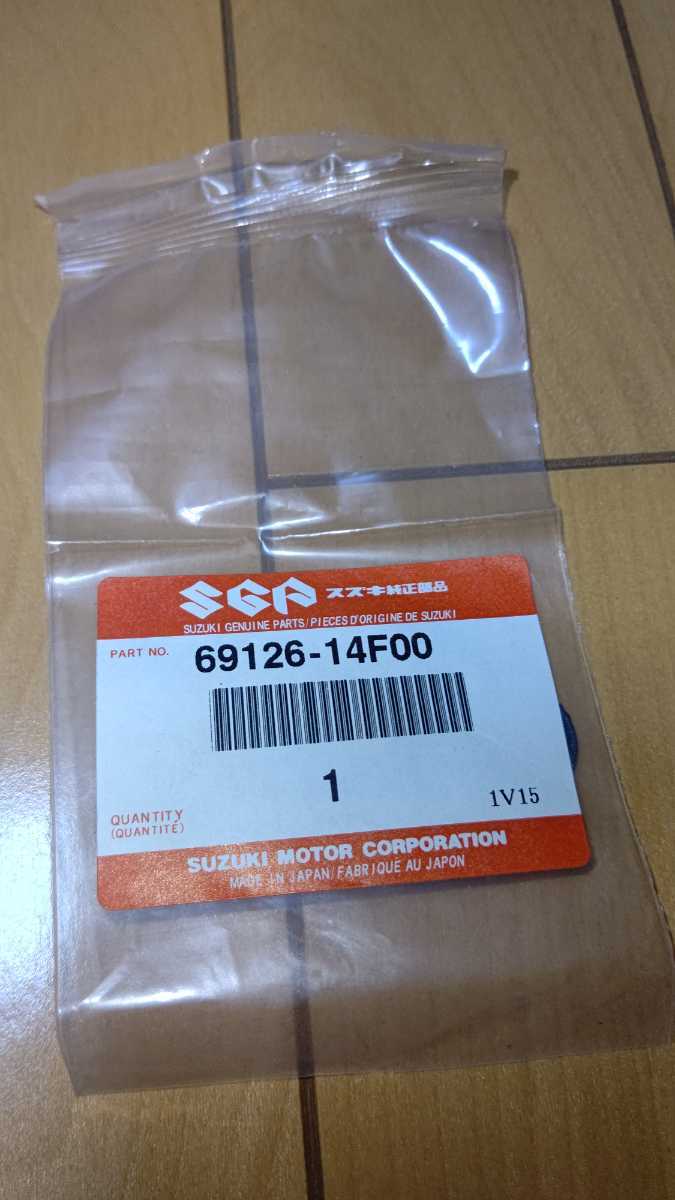 SGP スズキ純正部品
SUZUKI GENUINE PARTS/PIECES D'ORIGINE DE SUZUKI
PART NO. 69126-14F00
1
1V15
QUANTITY
(QUANTITÉ)
SUZUKI MOTOR CORPORATION
MADE IN JAPAN/FABRIQUÉ AU JAPON